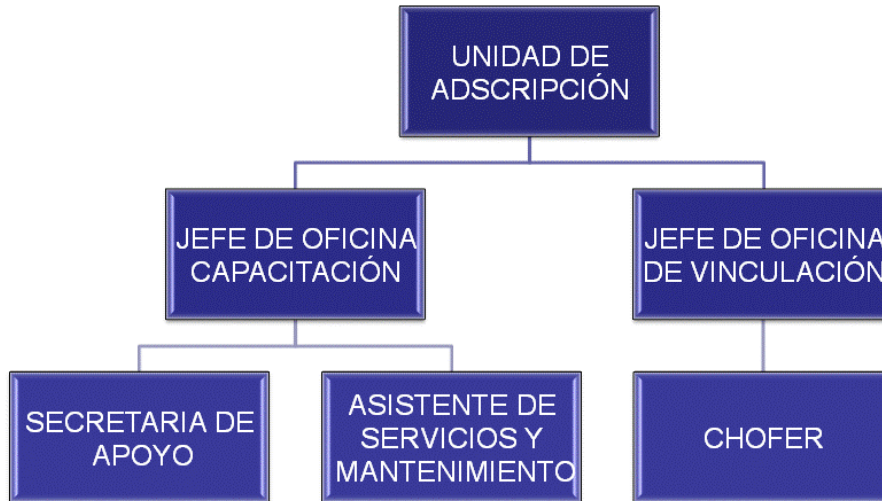 UNIDAD DE
ADSCRIPCIÓN
JEFE DE OFICINA
CAPACITACIÓN
JEFE DE OFICINA
DE VINCULACIÓN
SECRETARIA DE
APOYO
ASISTENTE DE
SERVICIOS Y
MANTENIMIENTO
CHOFER